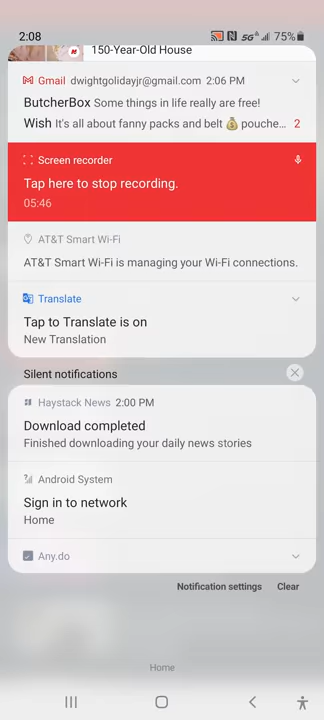 2:08 5G 75%
150-Year-Old House
Gmail dwightgolidayjr@gmail.com 2:06 PM
ButcherBox Some things in life really are free!
Wish It's all about fanny packs and belt 💰 pouche... 2
Screen recorder
Tap here to stop recording.
05:46
AT&T Smart Wi-Fi
AT&T Smart Wi-Fi is managing your Wi-Fi connections.
Translate
Tap to Translate is on
New Translation
Silent notifications
Haystack News 2:00 PM
Download completed
Finished downloading your daily news stories
Android System
Sign in to network
Home
Any.do
Notification settings Clear
Home